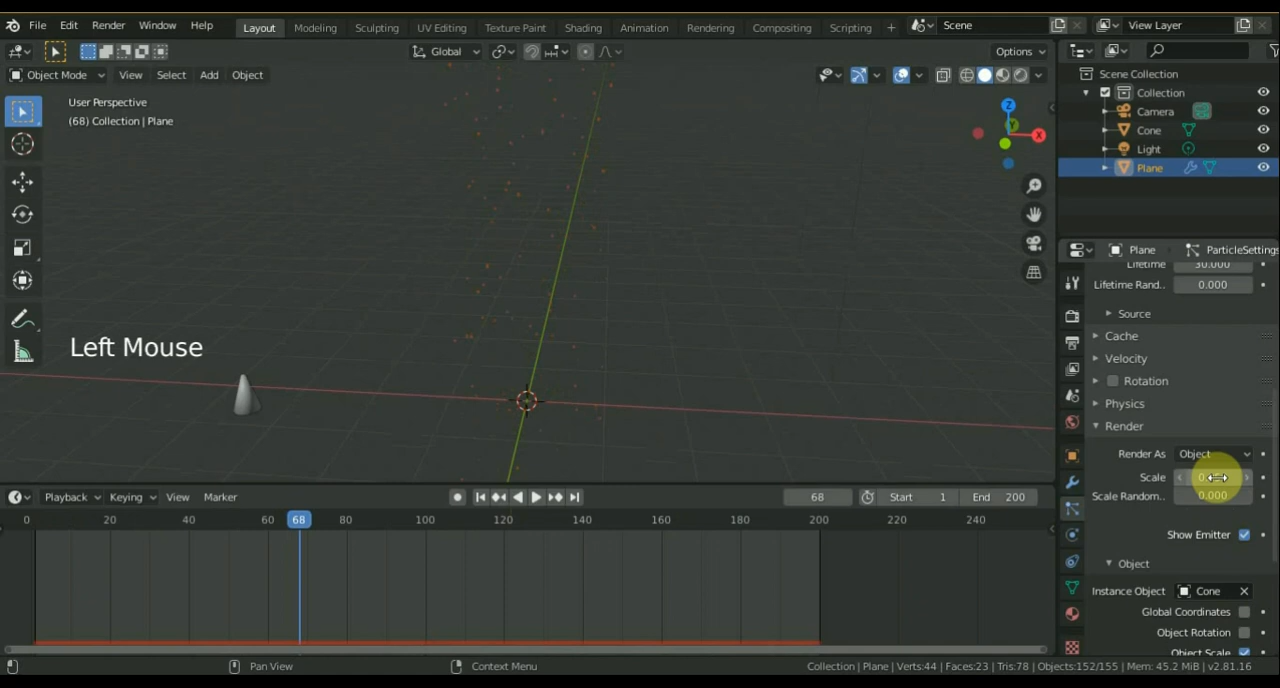 File Edit Render Window Help Layout Modeling Sculpting UV Editing Texture Paint Shading Animation Rendering Compositing Scripting + Scene View Layer
Global Options
Object Mode View Select Add Object
User Perspective
(68) Collection | Plane
Z
Y
X
Left Mouse
Scene Collection
Collection
Camera
Cone
Light
Plane
Plane ParticleSettings
Lifetime 30.000
Lifetime Rand.. 0.000
Source
Cache
Velocity
Rotation
Physics
Render
Render As Object
Scale
Scale Random.. 0.000
Show Emitter
Object
Instance Object Cone
Global Coordinates
Object Rotation
Object Scale
Playback Keying View Marker 68 Start 1 End 200
0 20 40 60 68 80 100 120 140 160 180 200 220 240
Pan View Context Menu Collection | Plane | Verts:44 | Faces:23 | Tris:78 | Objects:152/155 | Mem: 45.2 MiB | v2.81.16